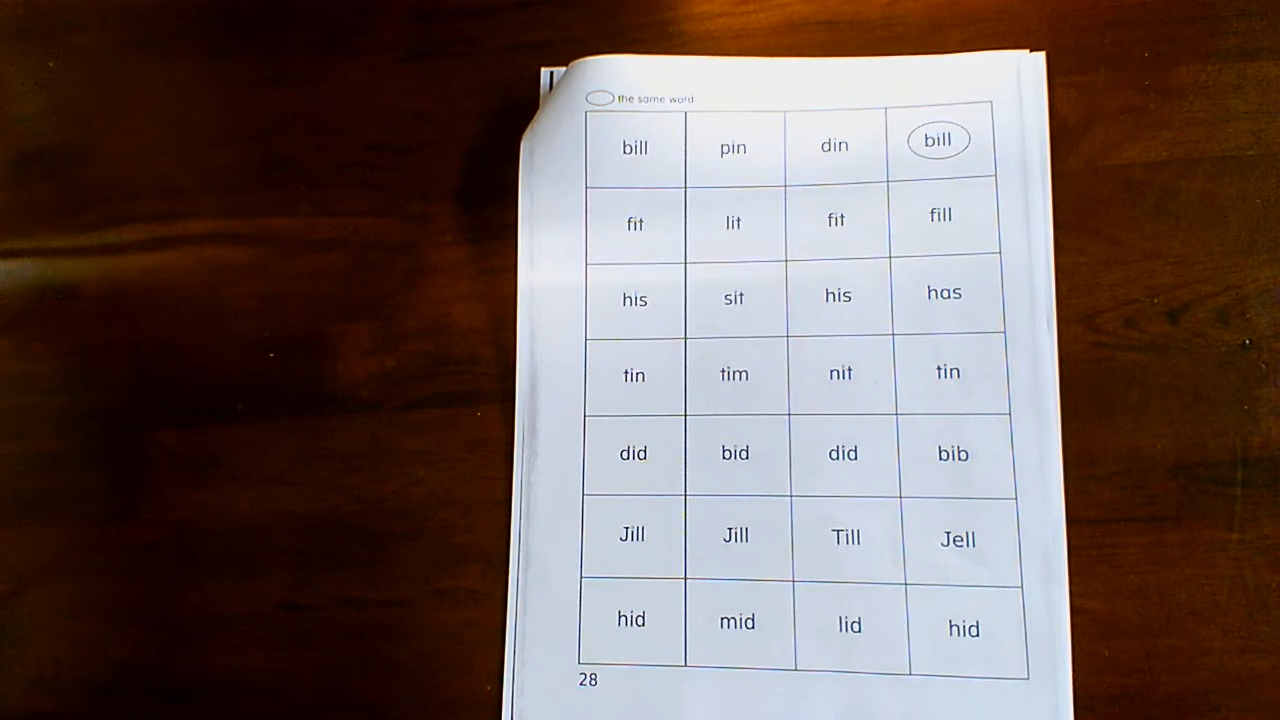 the same word
bill pin din bill
fit lit fit fill
his sit his has
tin tim nit tin
did bid did bib
Jill Jill Till Jell
hid mid lid hid
28